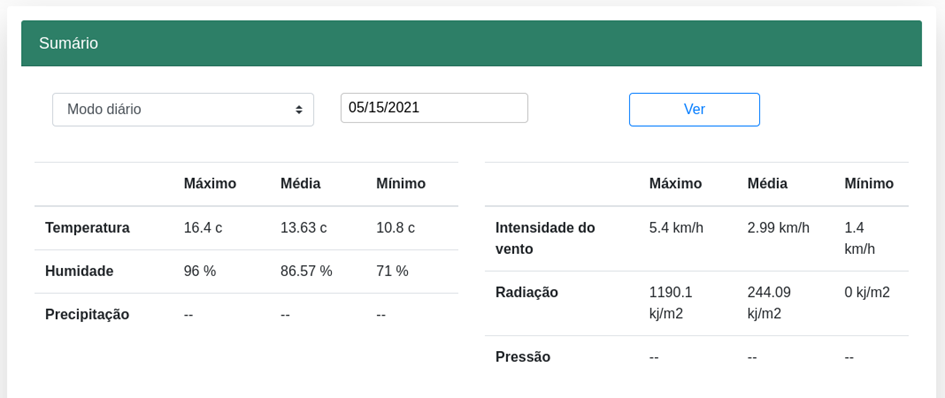 Sumário
Modo diário 05/15/2021 Ver
Máximo Média Mínimo
Temperatura 16.4 c 13.63 c 10.8 c
Humidade 96 % 86.57 % 71 %
Precipitação -- -- --
Máximo Média Mínimo
Intensidade do 5.4 km/h 2.99 km/h 1.4
vento km/h
Radiação 1190.1 244.09 0 kj/m2
kj/m2 kj/m2
Pressão -- -- --